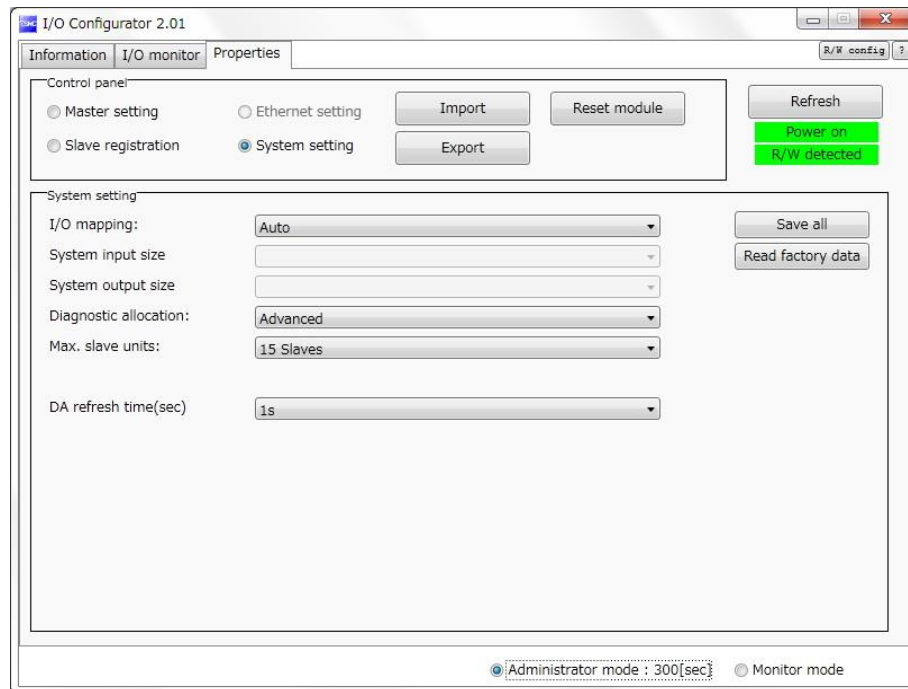 SMC I/O Configurator 2.01
Information I/O monitor Properties R/W config ?
Control panel
Master setting Ethernet setting Import Reset module Refresh
Power on
Slave registration System setting Export R/W detected
System setting
I/O mapping: Auto Save all
System input size Read factory data
System output size
Diagnostic allocation: Advanced
Max. slave units: 15 Slaves
DA refresh time(sec) 1s
Administrator mode : 300[sec] Monitor mode